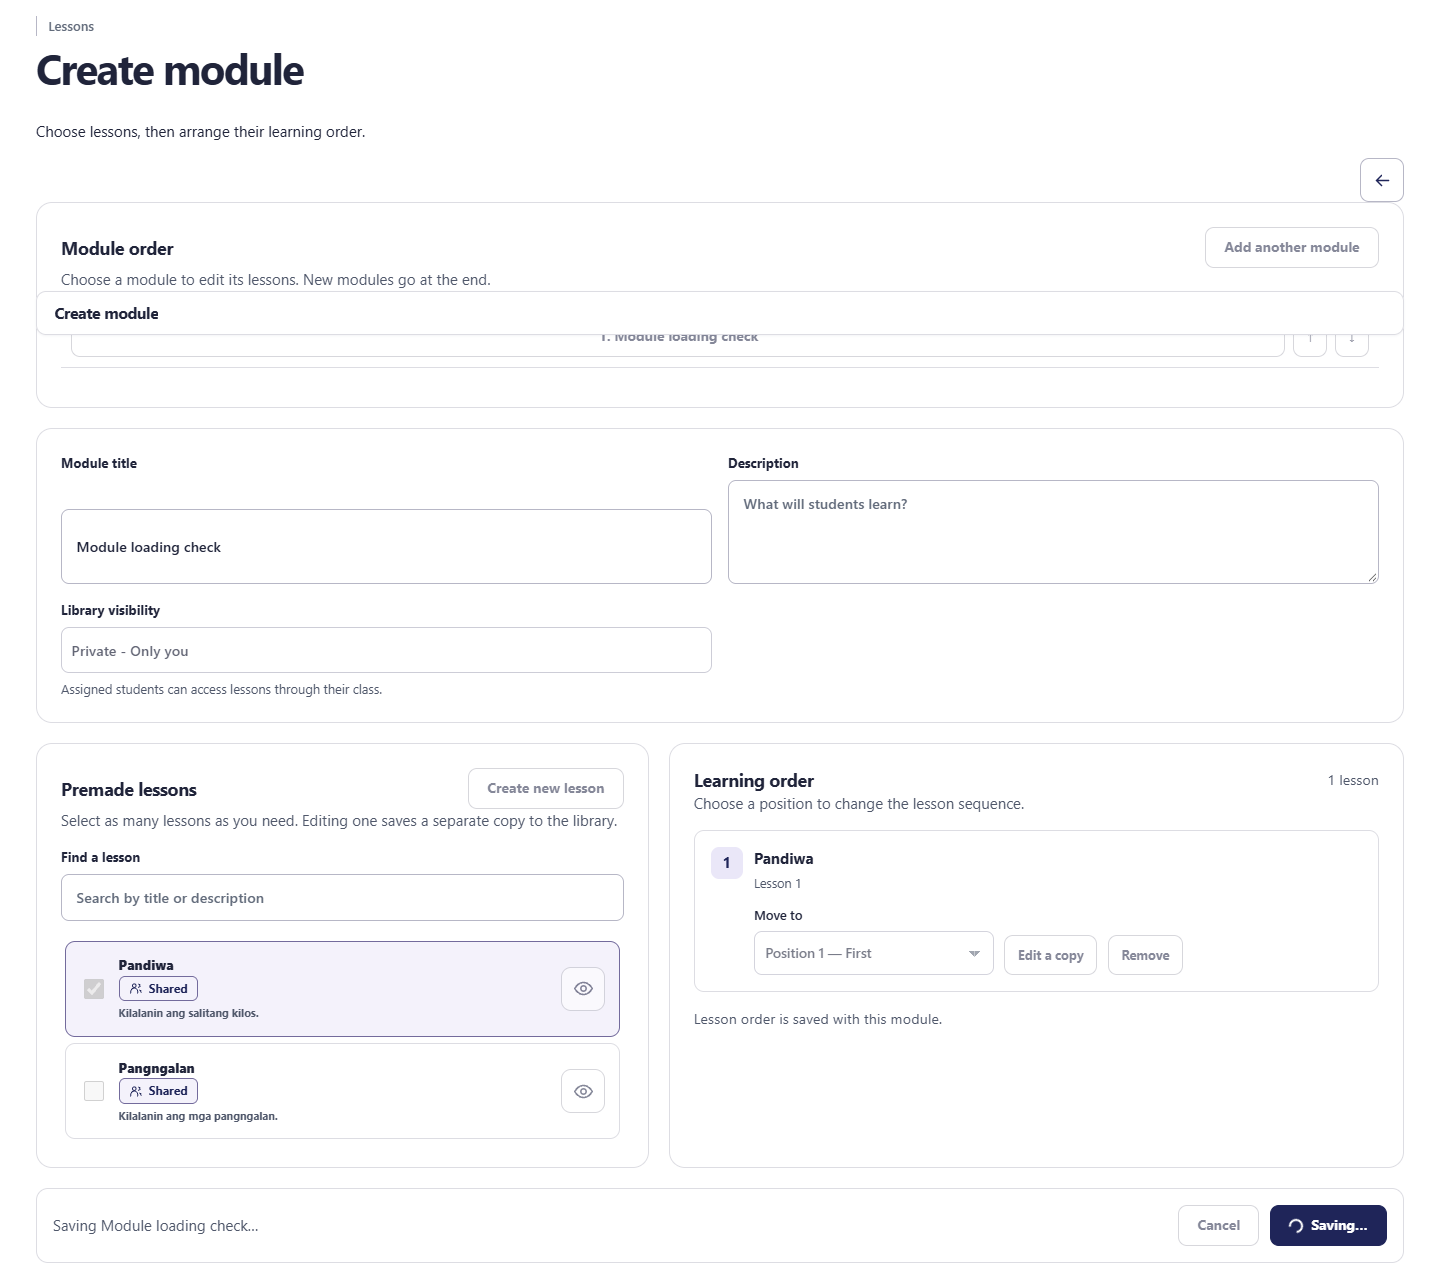 Lessons
Create module
Choose lessons, then arrange their learning order.
Module order
Add another module
Choose a module to edit its lessons. New modules go at the end.
Create module
1. Module loading check
Module title
Description
Module loading check
What will students learn?
Library visibility
Private - Only you
Assigned students can access lessons through their class.
Premade lessons
Create new lesson
Select as many lessons as you need. Editing one saves a separate copy to the library.
Find a lesson
Search by title or description
Pandiwa
Shared
Kilalanin ang salitang kilos.
Pangngalan
Shared
Kilalanin ang mga pangngalan.
Learning order
1 lesson
Choose a position to change the lesson sequence.
1
Pandiwa
Lesson 1
Move to
Position 1 — First
Edit a copy
Remove
Lesson order is saved with this module.
Saving Module loading check...
Cancel
Saving...